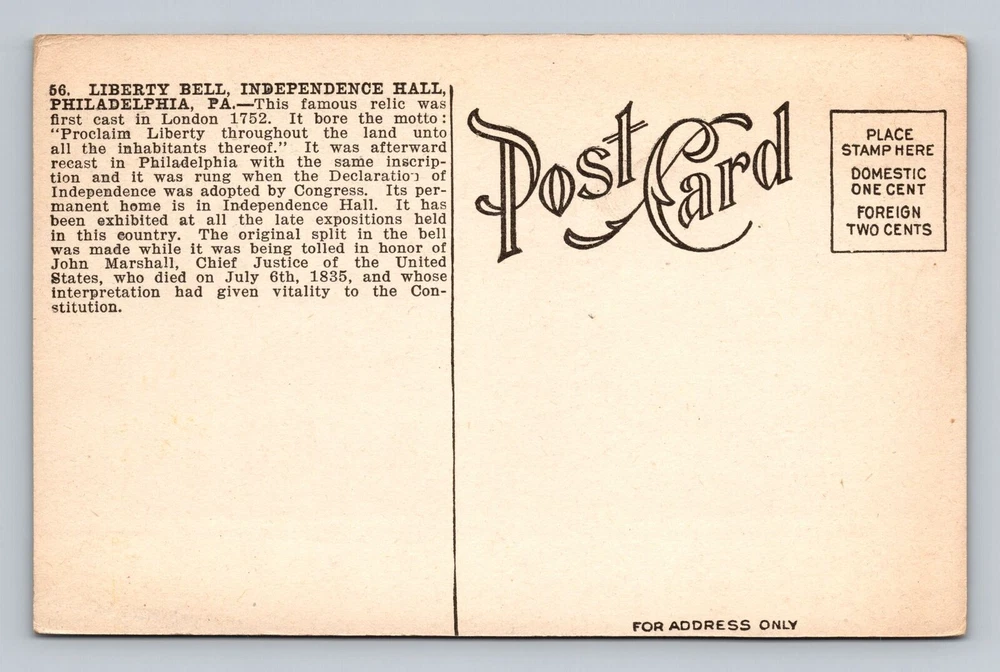 56. LIBERTY BELL, INDEPENDENCE HALL,
PHILADELPHIA, PA.—This famous relic was
first cast in London 1752. It bore the motto:
"Proclaim Liberty throughout the land unto
all the inhabitants thereof." It was afterward
recast in Philadelphia with the same inscrip-
tion and it was rung when the Declaration of
Independence was adopted by Congress. Its per-
manent home is in Independence Hall. It has
been exhibited at all the late expositions held
in this country. The original split in the bell
was made while it was being tolled in honor of
John Marshall, Chief Justice of the United
States, who died on July 6th, 1835, and whose
interpretation had given vitality to the Con-
stitution.
Post Card
PLACE
STAMP HERE
DOMESTIC
ONE CENT
FOREIGN
TWO CENTS
FOR ADDRESS ONLY